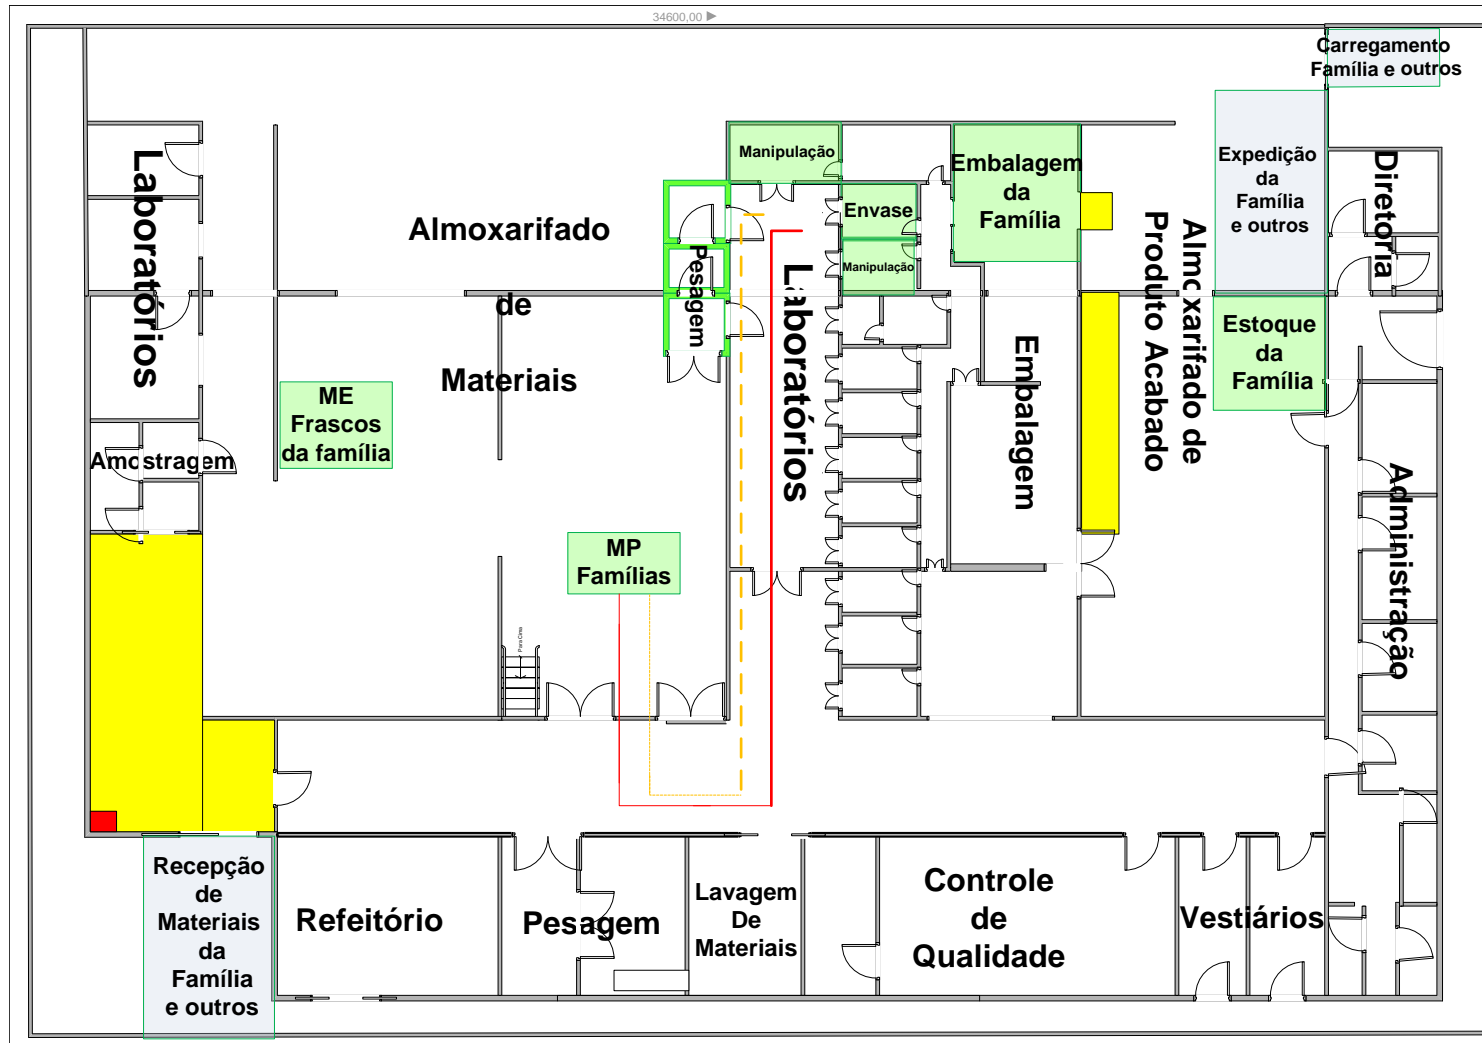 34600,00
Carregamento
Família e outros
Laboratórios
Manipulação
Embalagem
da
Família
Expedição
da
Família
e outros
Diretoria
Almoxarifado
de
Materiais
Pesagem
Envase
Manipulação
Laboratórios
Almoxarifado de
Produto Acabado
Estoque
da
Família
Embalagem
ME
Frascos
da família
Amostragem
MP
Famílias
Para Cima
Administração
Recepção
de
Materiais
da
Família
e outros
Refeitório
Pesagem
Lavagem
De
Materiais
Controle
de
Qualidade
Vestiários